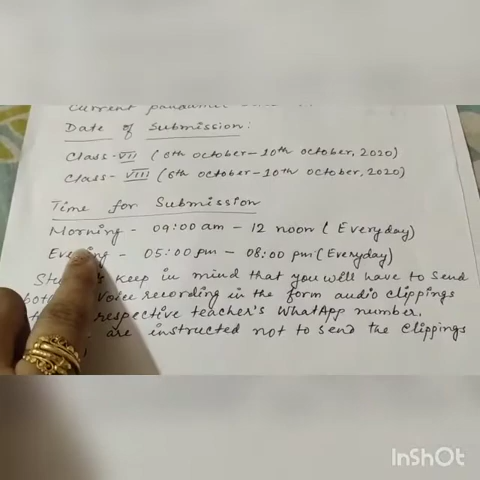 Current
Date of Submission:
Class-VII (6th october-10th october, 2020)
Class-VIII (6th october-10th october, 2020)
Time for Submission
Morning - 09:00 am - 12 noon (Everyday)
Evening - 05:00 pm - 08:00 pm (Everyday)
keep in mind that you will have to send
voice recording in the form audio clippings
respective teacher's WhatApp number.
are instructed not to send the clippings
InShOt